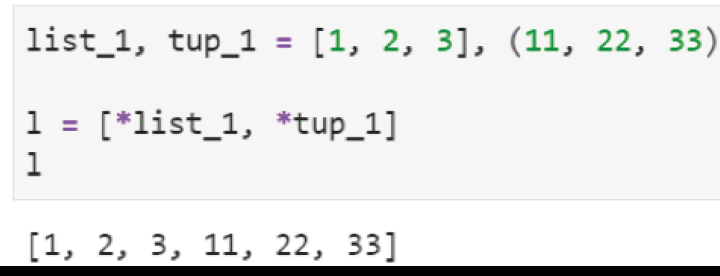 list_1, tup_1 = [1, 2, 3], (11, 22, 33)
l = [*list_1, *tup_1]
l
[1, 2, 3, 11, 22, 33]